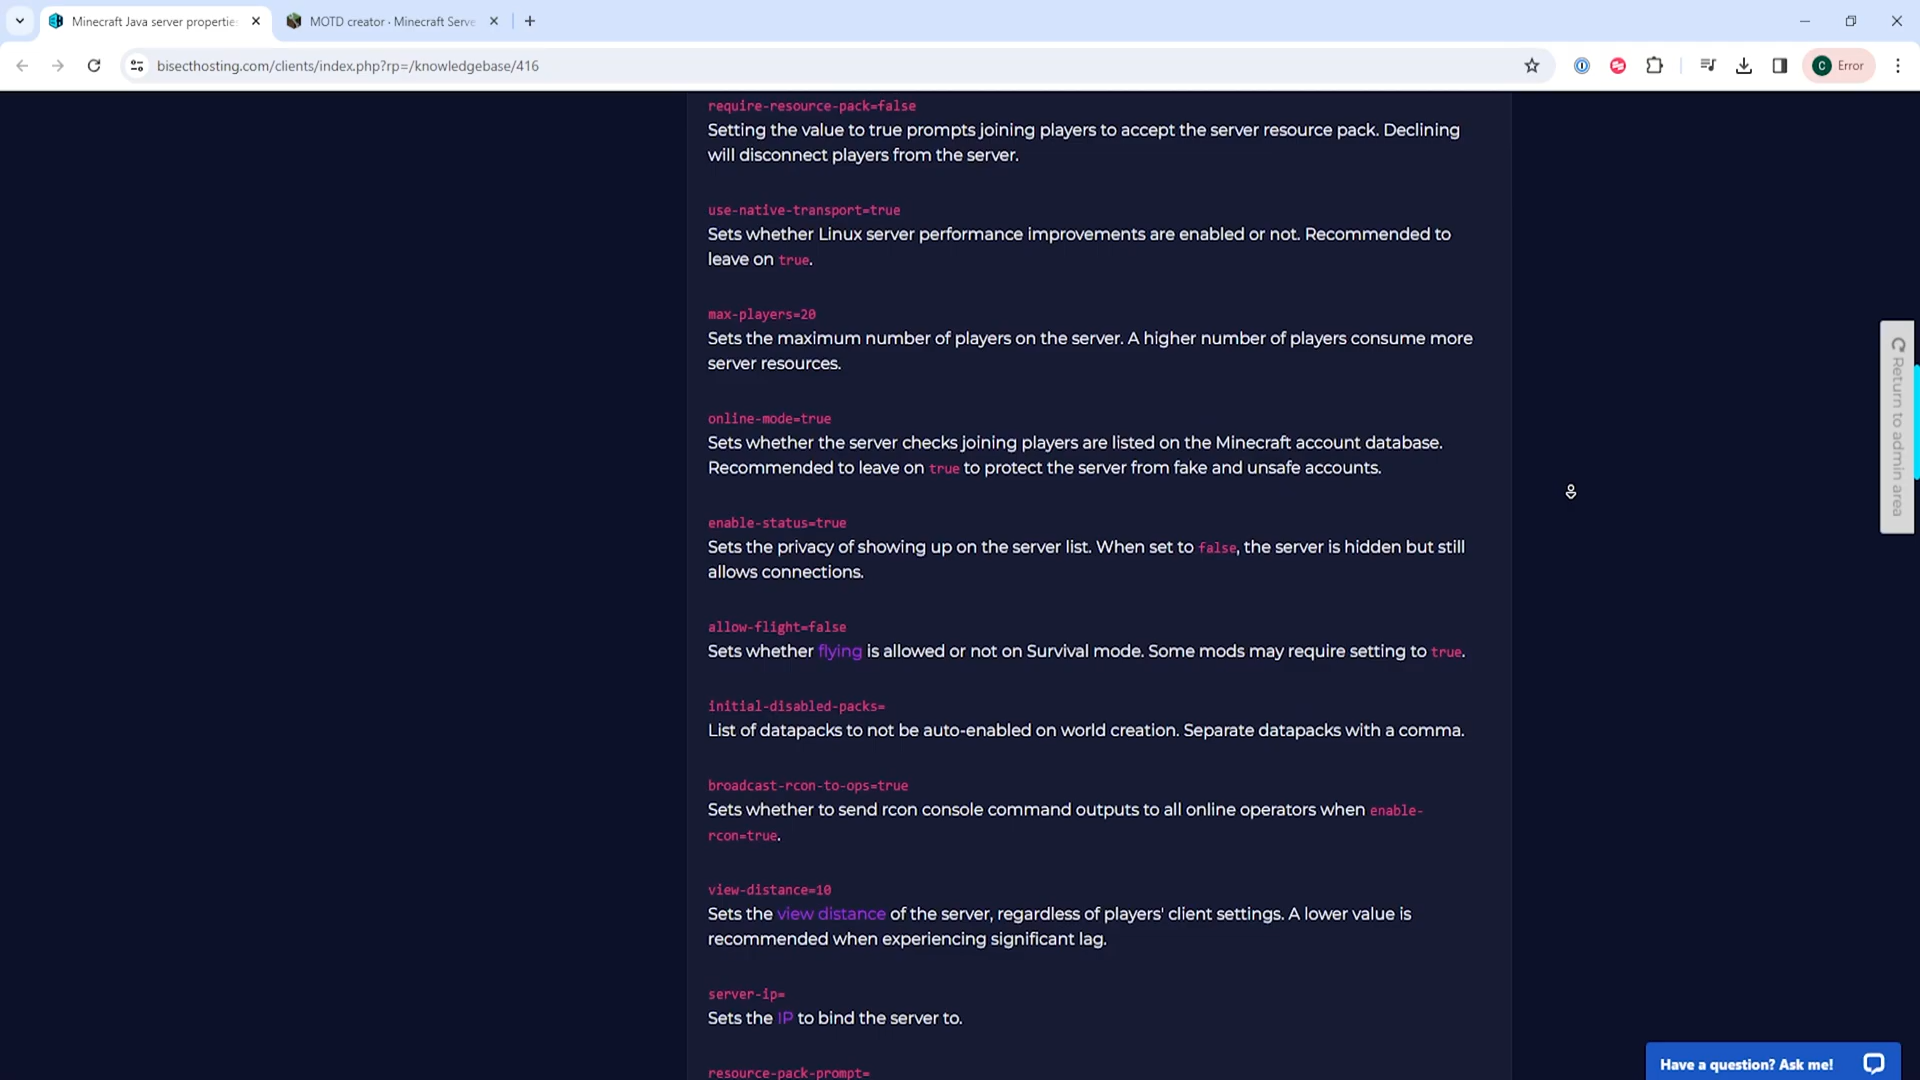 Minecraft Java server propertie
MOTD creator · Minecraft Serve
bisecthosting.com/clients/index.php?rp=/knowledgebase/416
C Error
require-resource-pack=false
Setting the value to true prompts joining players to accept the server resource pack. Declining
will disconnect players from the server.
use-native-transport=true
Sets whether Linux server performance improvements are enabled or not. Recommended to
leave on true.
max-players=20
Sets the maximum number of players on the server. A higher number of players consume more
server resources.
online-mode=true
Sets whether the server checks joining players are listed on the Minecraft account database.
Recommended to leave on true to protect the server from fake and unsafe accounts.
enable-status=true
Sets the privacy of showing up on the server list. When set to false, the server is hidden but still
allows connections.
allow-flight=false
Sets whether flying is allowed or not on Survival mode. Some mods may require setting to true.
initial-disabled-packs=
List of datapacks to not be auto-enabled on world creation. Separate datapacks with a comma.
broadcast-rcon-to-ops=true
Sets whether to send rcon console command outputs to all online operators when enable-
rcon=true.
view-distance=10
Sets the view distance of the server, regardless of players' client settings. A lower value is
recommended when experiencing significant lag.
server-ip=
Sets the IP to bind the server to.
resource-pack-prompt=
Return to admin area
Have a question? Ask me!